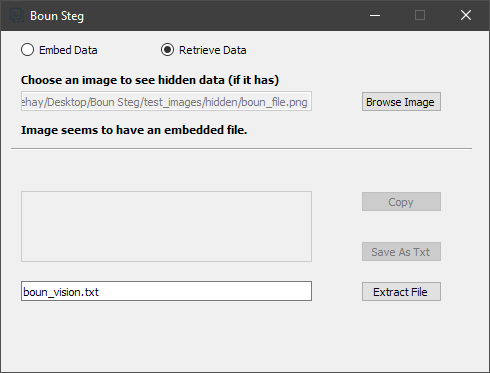 Boun Steg
Embed Data
Retrieve Data
Choose an image to see hidden data (if it has)
ehay/Desktop/Boun Steg/test_images/hidden/boun_file.png
Browse Image
Image seems to have an embedded file.
Copy
Save As Txt
boun_vision.txt
Extract File